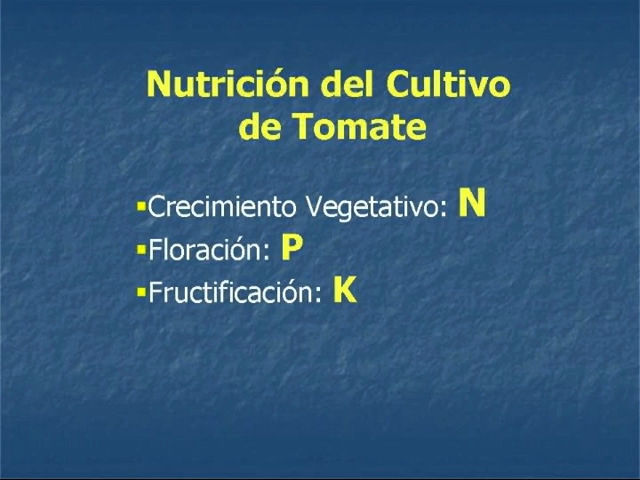 Nutrición del Cultivo
de Tomate
▪Crecimiento Vegetativo: N
▪Floración: P
▪Fructificación: K